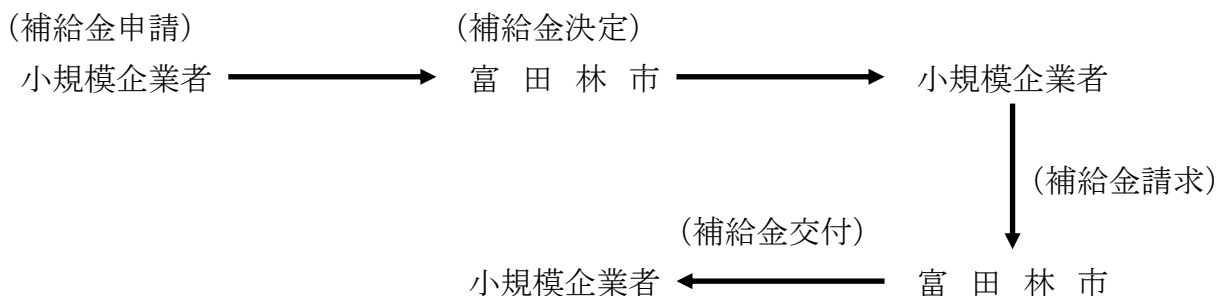 （補給金申請） （補給金決定）
小規模企業者 富田林市 小規模企業者
（補給金請求）
（補給金交付）
小規模企業者 富田林市